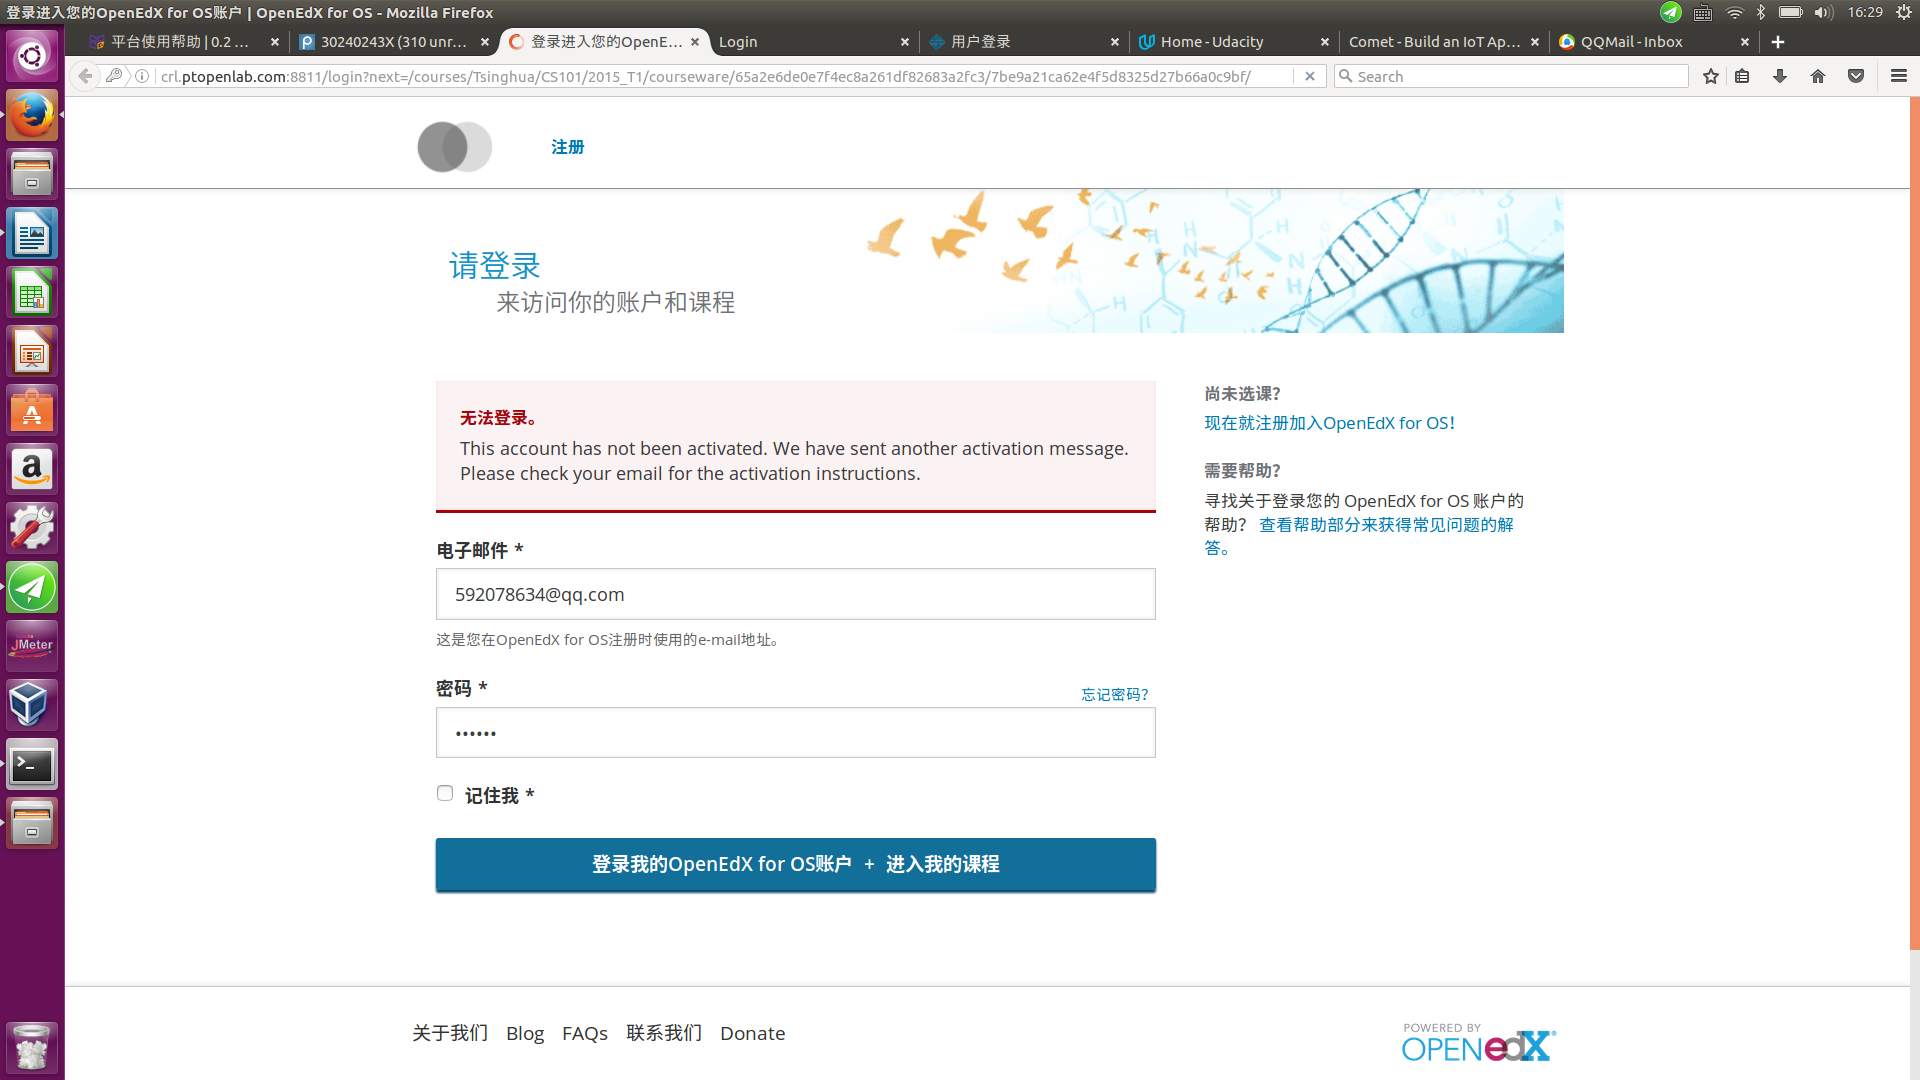 登录进入您的OpenEdX for OS账户 | OpenEdX for OS - Mozilla Firefox
16:29
平台使用帮助 | 0.2 ...
30240243X (310 unr...
登录进入您的OpenE...
Login
用户登录
Home - Udacity
Comet - Build an IoT Ap...
QQMail - Inbox
crl.ptopenlab.com:8811/login?next=/courses/Tsinghua/CS101/2015_T1/courseware/65a2e6de0e7f4ec8a261df82683a2fc3/7be9a21ca62e4f5d8325d27b66a0c9bf/
Search
注册
请登录
来访问你的账户和课程
无法登录。
This account has not been activated. We have sent another activation message.
Please check your email for the activation instructions.
电子邮件 *
592078634@qq.com
这是您在OpenEdX for OS注册时使用的e-mail地址。
密码 *
忘记密码?
••••••
记住我 *
登录我的OpenEdX for OS账户 + 进入我的课程
尚未选课?
现在就注册加入OpenEdX for OS!
需要帮助?
寻找关于登录您的 OpenEdX for OS 账户的
帮助? 查看帮助部分来获得常见问题的解
答。
关于我们 Blog FAQs 联系我们 Donate
POWERED BY
OPEN edX
JMeter